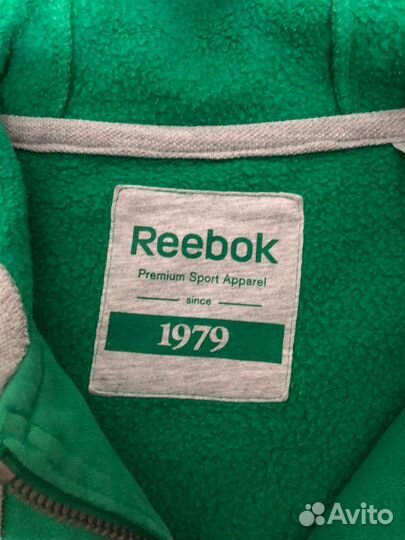 Reebok
Premium Sport Apparel
since
1979
Avito